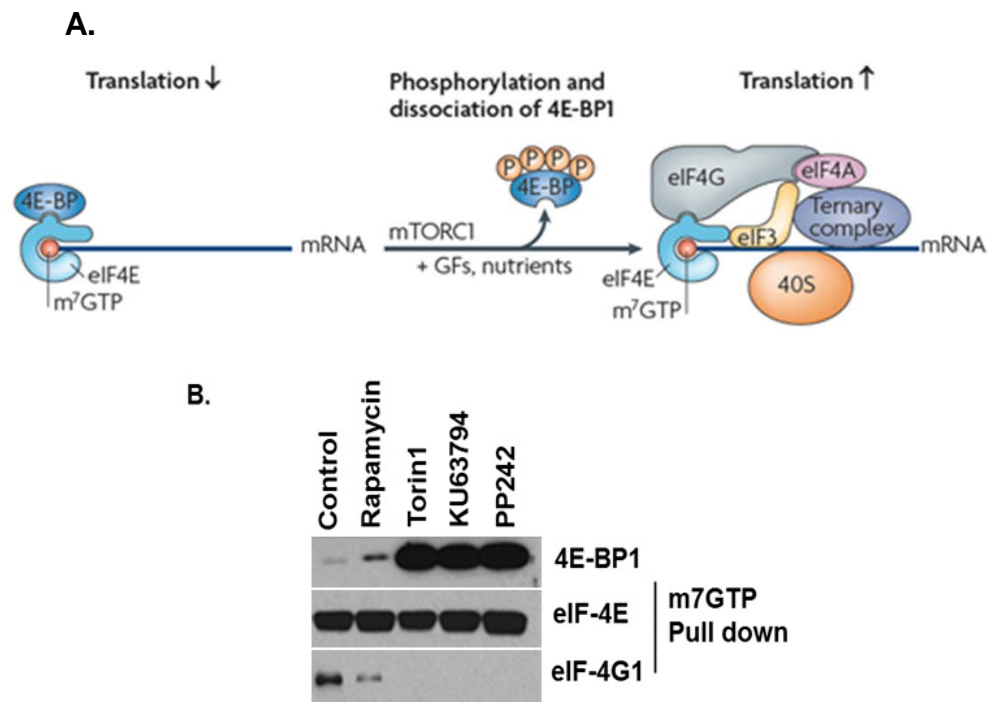 A.
Translation ↓
Phosphorylation and
dissociation of 4E-BP1
Translation ↑
4E-BP
eIF4E
m⁷GTP
mRNA
P P P P
4E-BP
mTORC1
+ GFs, nutrients
eIF4G
eIF4A
Ternary
complex
eIF3
mRNA
eIF4E
40S
m⁷GTP
B.
Control
Rapamycin
Torin1
KU63794
PP242
4E-BP1
eIF-4E
eIF-4G1
m7GTP
Pull down